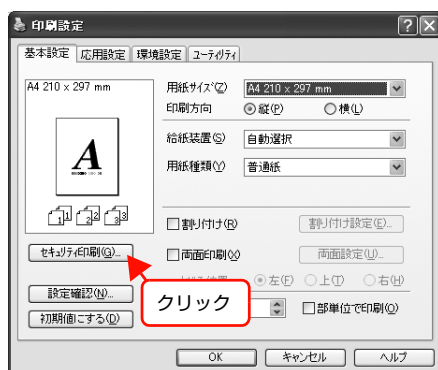 印刷設定
基本設定 応用設定 環境設定 ユーティリティ
A4 210 x 297 mm
用紙サイズ(Z) A4 210 x 297 mm
印刷方向 縦(P) 横(L)
給紙装置(S) 自動選択
用紙種類(Y) 普通紙
A
1 1 2 2 3 3
割り付け(R) 割り付け設定(E)...
セキュリティ印刷(G)... 両面印刷(X) 両面設定(U)...
左(F) 上(T) 右(H)
クリック
設定確認(N)... 部単位で印刷(O)
初期値にする(D)
OK キャンセル ヘルプ